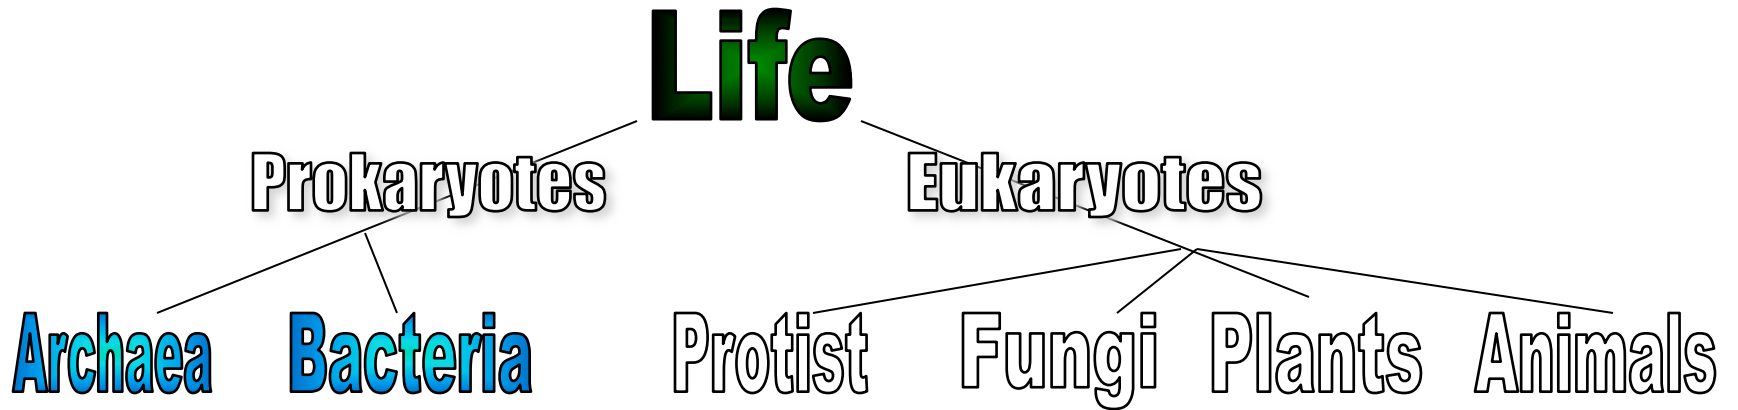 Life
Prokaryotes Eukaryotes
Archaea Bacteria Protist Fungi Plants Animals